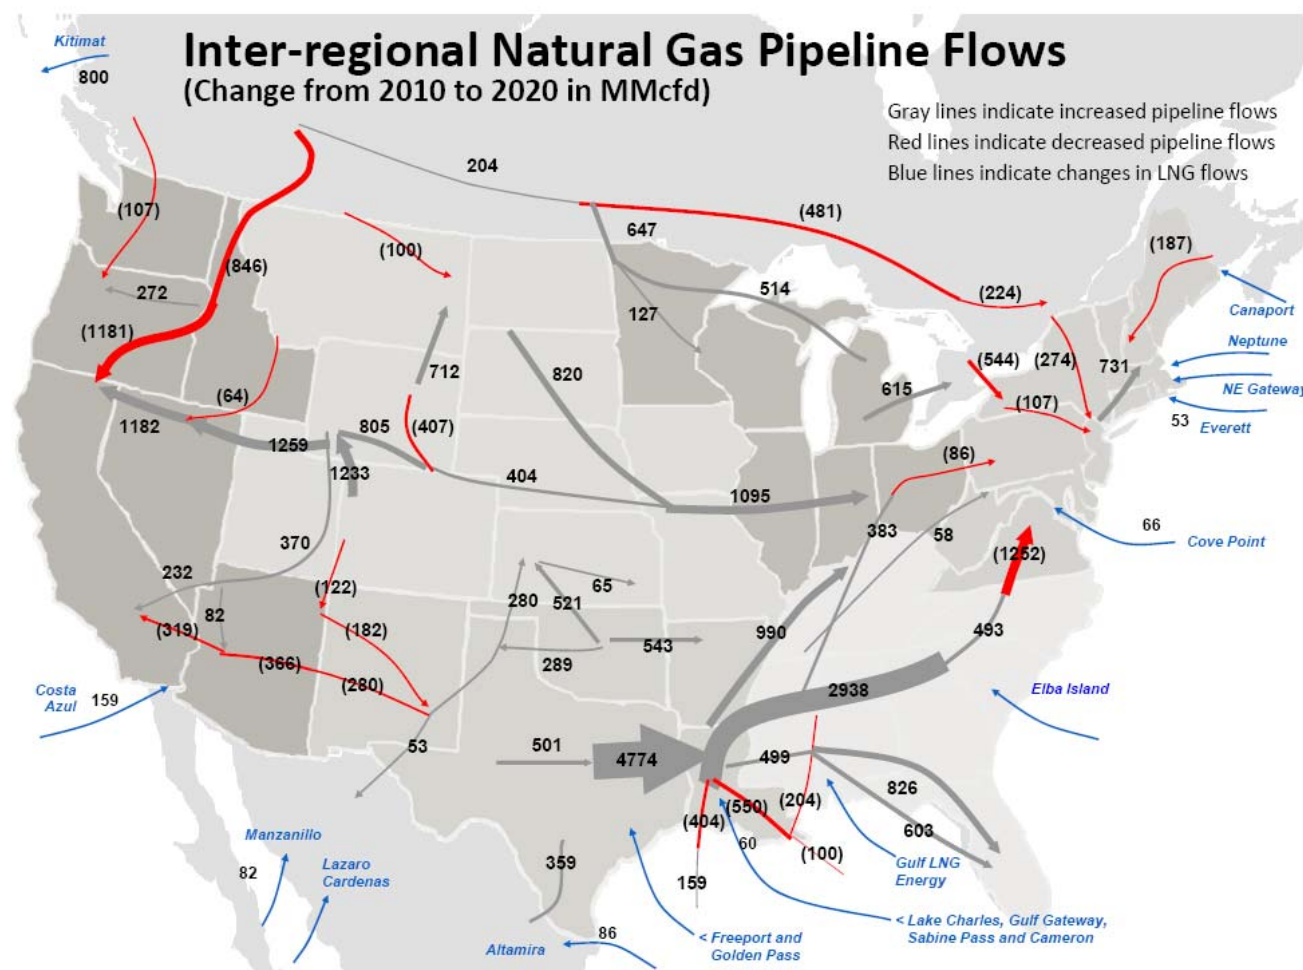 Kitimat
800
Inter-regional Natural Gas Pipeline Flows
(Change from 2010 to 2020 in MMcfd)
Gray lines indicate increased pipeline flows
Red lines indicate decreased pipeline flows
Blue lines indicate changes in LNG flows
204
(107)
(481)
647
(187)
(100)
(846)
272
514
(224)
127
Canaport
(1181)
Neptune
(544)
(274)
731
712
820
615
NE Gateway
(64)
(107)
1182
805
(407)
53
Everett
1259
(86)
1233
404
1095
383
58
66
Cove Point
370
(1252)
232
(122)
65
280
521
82
(319)
(182)
990
493
543
(366)
289
(280)
Costa
Azul
159
2938
Elba Island
53
501
4774
499
826
(204)
(550)
(404)
603
Manzanillo
60
(100)
82
Lazaro
Cardenas
359
159
Gulf LNG
Energy
< Lake Charles, Gulf Gateway,
Sabine Pass and Cameron
86
Altamira
< Freeport and
Golden Pass